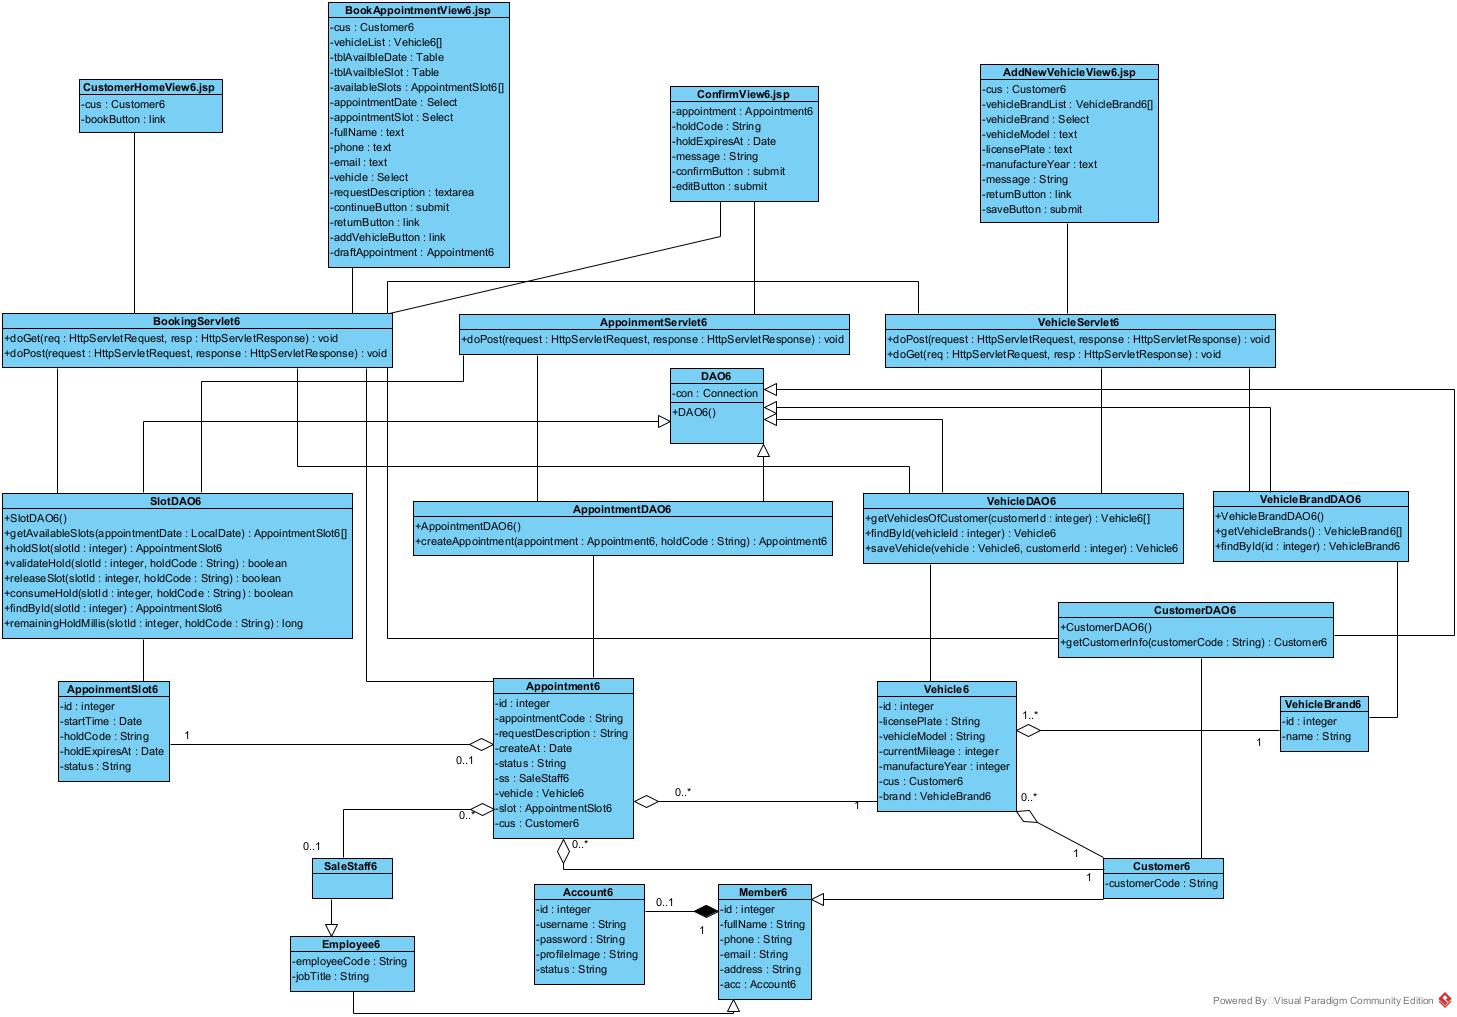 BookAppointmentView6.jsp
-cus : Customer6
-vehicleList : Vehicle6[]
-tblAvailbleDate : Table
-tblAvailbleSlot : Table
-availableSlots : AppointmentSlot6[]
-appointmentDate : Select
-appointmentSlot : Select
-fullName : text
-phone : text
-email : text
-vehicle : Select
-requestDescription : textarea
-continueButton : submit
-returnButton : link
-addVehicleButton : link
-draftAppointment : Appointment6
CustomerHomeView6.jsp
-cus : Customer6
-bookButton : link
ConfirmView6.jsp
-appointment : Appointment6
-holdCode : String
-holdExpiresAt : Date
-message : String
-confirmButton : submit
-editButton : submit
AddNewVehicleView6.jsp
-cus : Customer6
-vehicleBrandList : VehicleBrand6[]
-vehicleBrand : Select
-vehicleModel : text
-licensePlate : text
-manufactureYear : text
-message : String
-returnButton : link
-saveButton : submit
BookingServlet6
+doGet(req : HttpServletRequest, resp : HttpServletResponse) : void
+doPost(request : HttpServletRequest, response : HttpServletResponse) : void
AppoinmentServlet6
+doPost(request : HttpServletRequest, response : HttpServletResponse) : void
VehicleServlet6
+doPost(request : HttpServletRequest, response : HttpServletResponse) : void
+doGet(req : HttpServletRequest, resp : HttpServletResponse) : void
DAO6
-con : Connection
+DAO6()
SlotDAO6
+SlotDAO6()
+getAvailableSlots(appointmentDate : LocalDate) : AppointmentSlot6[]
+holdSlot(slotId : integer) : AppointmentSlot6
+validateHold(slotId : integer, holdCode : String) : boolean
+releaseSlot(slotId : integer, holdCode : String) : boolean
+consumeHold(slotId : integer, holdCode : String) : boolean
+findById(slotId : integer) : AppointmentSlot6
+remainingHoldMillis(slotId : integer, holdCode : String) : long
AppointmentDAO6
+AppointmentDAO6()
+createAppointment(appointment : Appointment6, holdCode : String) : Appointment6
VehicleDAO6
+getVehiclesOfCustomer(customerId : integer) : Vehicle6[]
+findById(vehicleId : integer) : Vehicle6
+saveVehicle(vehicle : Vehicle6, customerId : integer) : Vehicle6
VehicleBrandDAO6
+VehicleBrandDAO6()
+getVehicleBrands() : VehicleBrand6[]
+findById(id : integer) : VehicleBrand6
CustomerDAO6
+CustomerDAO6()
+getCustomerInfo(customerCode : String) : Customer6
AppoinmentSlot6
-id : integer
-startTime : Date
-holdCode : String
-holdExpiresAt : Date
-status : String
1
0..1
Appointment6
-id : integer
-appointmentCode : String
-requestDescription : String
-createAt : Date
-status : String
-ss : SaleStaff6
-vehicle : Vehicle6
-slot : AppointmentSlot6
-cus : Customer6
0..*
1
Vehicle6
-id : integer
-licensePlate : String
-vehicleModel : String
-currentMileage : integer
-manufactureYear : integer
-cus : Customer6
-brand : VehicleBrand6
1..*
1
VehicleBrand6
-id : integer
-name : String
0..*
0..1
0..*
1
0..*
1
SaleStaff6
Customer6
-customerCode : String
Account6
-id : integer
-username : String
-password : String
-profileImage : String
-status : String
0..1
1
Member6
-id : integer
-fullName : String
-phone : String
-email : String
-address : String
-acc : Account6
Employee6
-employeeCode : String
-jobTitle : String
Powered By Visual Paradigm Community Edition